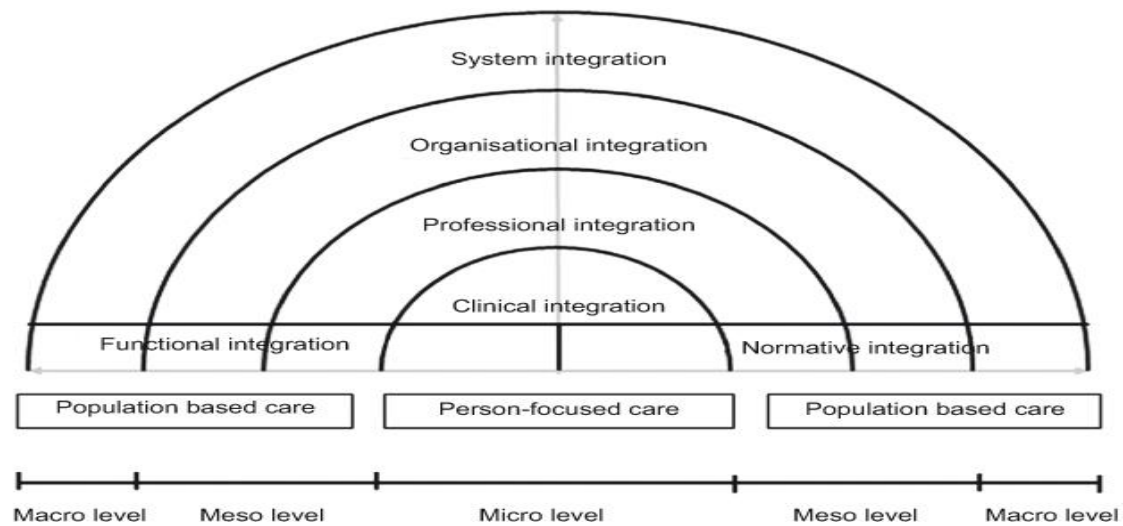 System integration
Organisational integration
Professional integration
Clinical integration
Functional integration
Normative integration
Population based care
Person-focused care
Population based care
Macro level
Meso level
Micro level
Meso level
Macro level